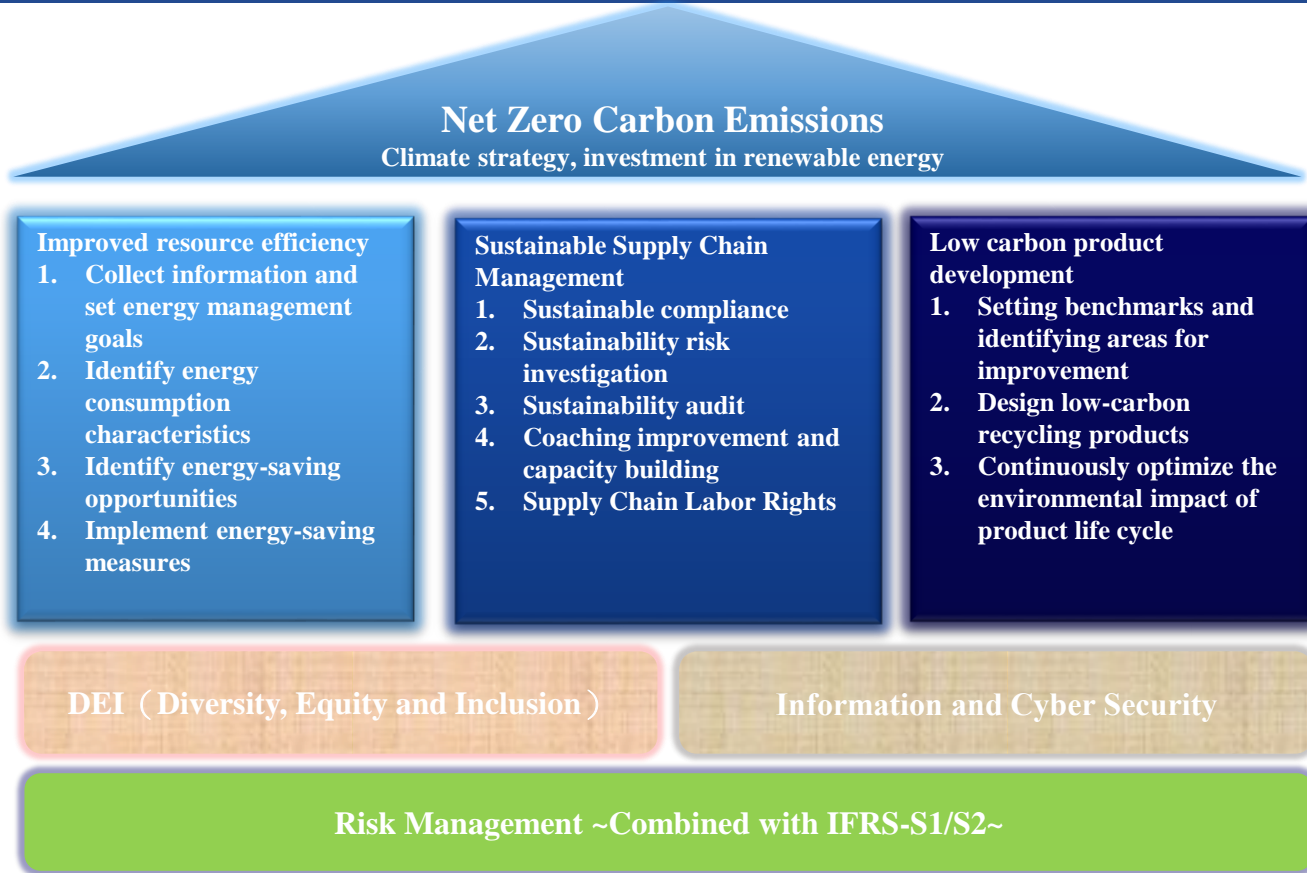 Net Zero Carbon Emissions
Climate strategy, investment in renewable energy
Improved resource efficiency
1. Collect information and
set energy management
goals
2. Identify energy
consumption
characteristics
3. Identify energy-saving
opportunities
4. Implement energy-saving
measures
Sustainable Supply Chain
Management
1. Sustainable compliance
2. Sustainability risk
investigation
3. Sustainability audit
4. Coaching improvement and
capacity building
5. Supply Chain Labor Rights
Low carbon product
development
1. Setting benchmarks and
identifying areas for
improvement
2. Design low-carbon
recycling products
3. Continuously optimize the
environmental impact of
product life cycle
DEI（Diversity, Equity and Inclusion）
Information and Cyber Security
Risk Management ~Combined with IFRS-S1/S2~